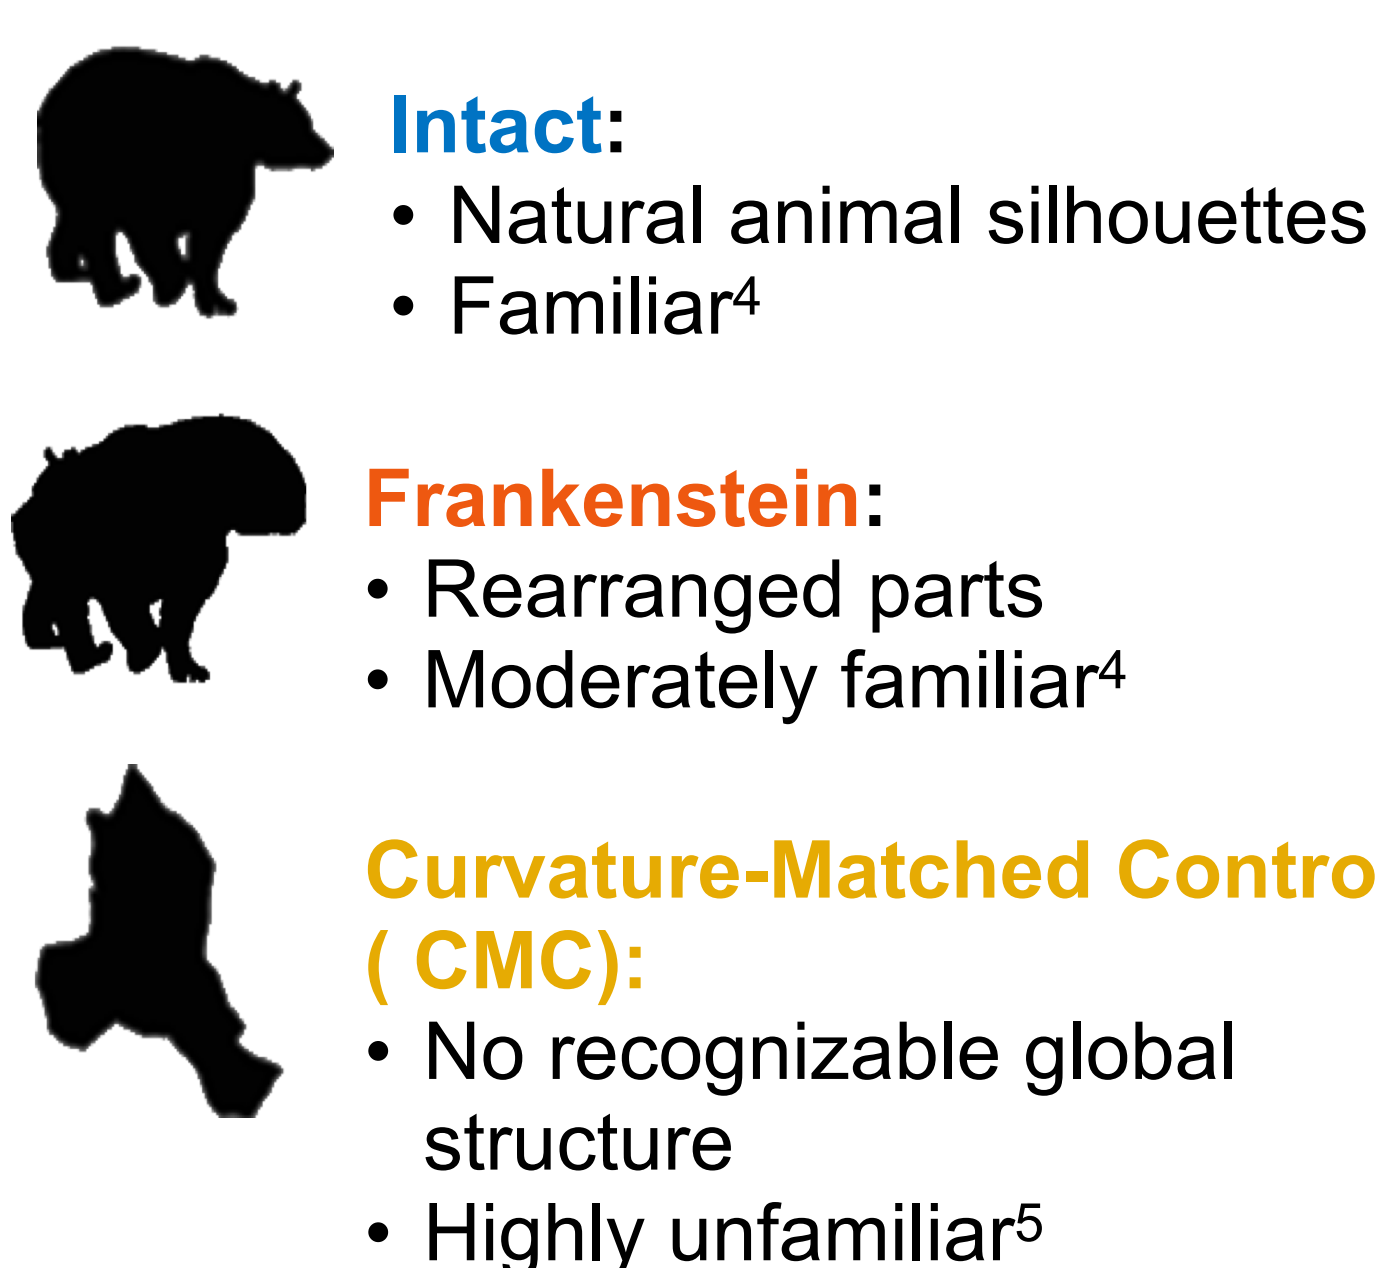 Intact:
• Natural animal silhouettes
• Familiar⁴
Frankenstein:
• Rearranged parts
• Moderately familiar⁴
Curvature-Matched Contro
( CMC):
• No recognizable global
structure
• Highly unfamiliar⁵